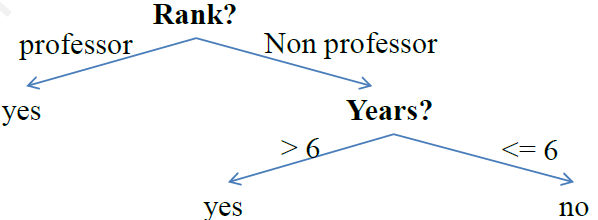 Rank?
professor Non professor
yes Years?
> 6 <= 6
yes no